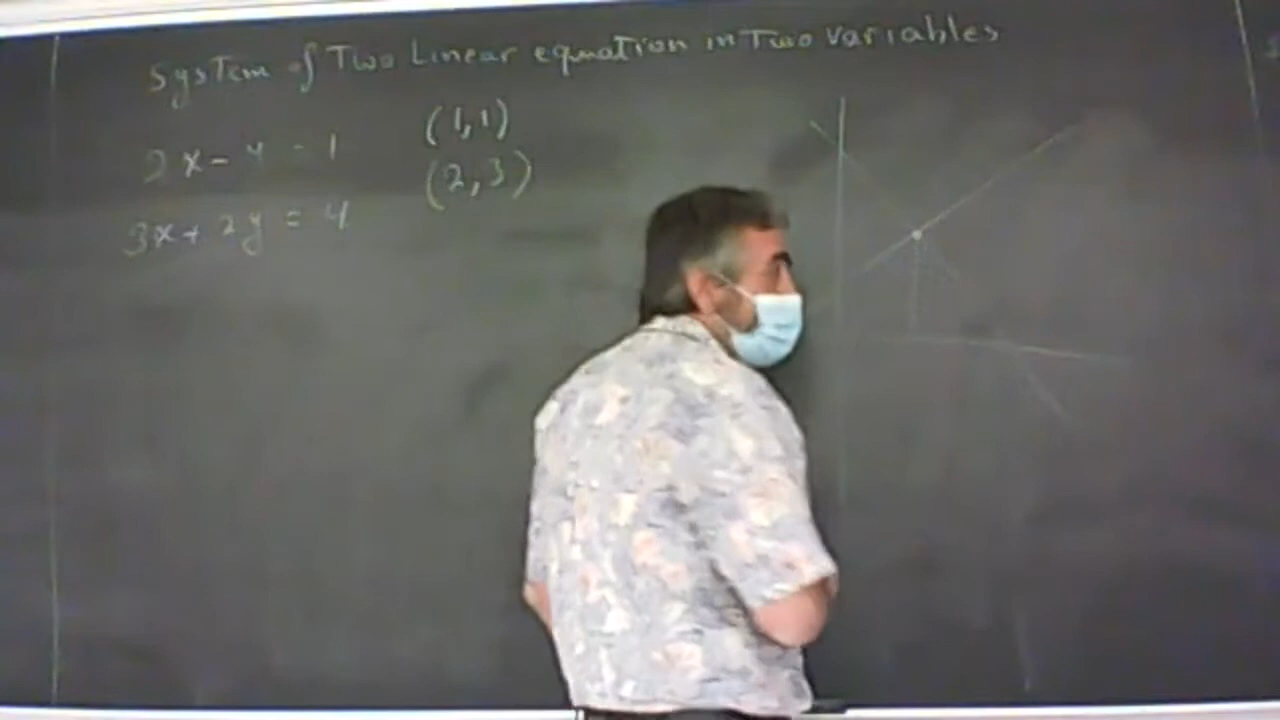 System of Two Linear equation in Two variables
2x - y = 1
(1,1)
(2,3)
3x + 2y = 4